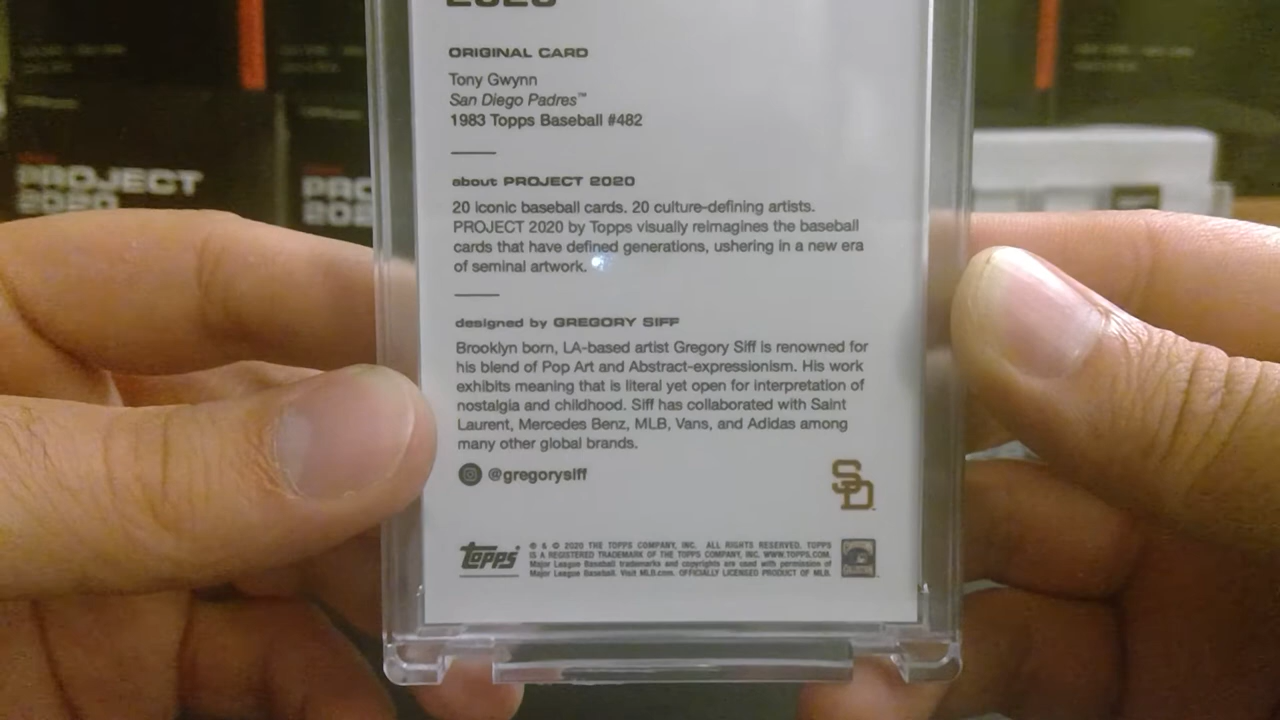 2020
ORIGINAL CARD
Tony Gwynn
San Diego Padres™
1983 Topps Baseball #482
about PROJECT 2020
20 iconic baseball cards. 20 culture-defining artists.
PROJECT 2020 by Topps visually reimagines the baseball
cards that have defined generations, ushering in a new era
of seminal artwork.
designed by GREGORY SIFF
Brooklyn born, LA-based artist Gregory Siff is renowned for
his blend of Pop Art and Abstract-expressionism. His work
exhibits meaning that is literal yet open for interpretation of
nostalgia and childhood. Siff has collaborated with Saint
Laurent, Mercedes Benz, MLB, Vans, and Adidas among
many other global brands.
@gregorysiff
SD
Topps
® & © 2020 THE TOPPS COMPANY, INC. ALL RIGHTS RESERVED. TOPPS
IS A REGISTERED TRADEMARK OF THE TOPPS COMPANY, INC. WWW.TOPPS.COM.
Major League Baseball trademarks and copyrights are used with permission of
Major League Baseball. Visit MLB.com. OFFICIALLY LICENSED PRODUCT OF MLB.
PROJECT
2020
PRO
202